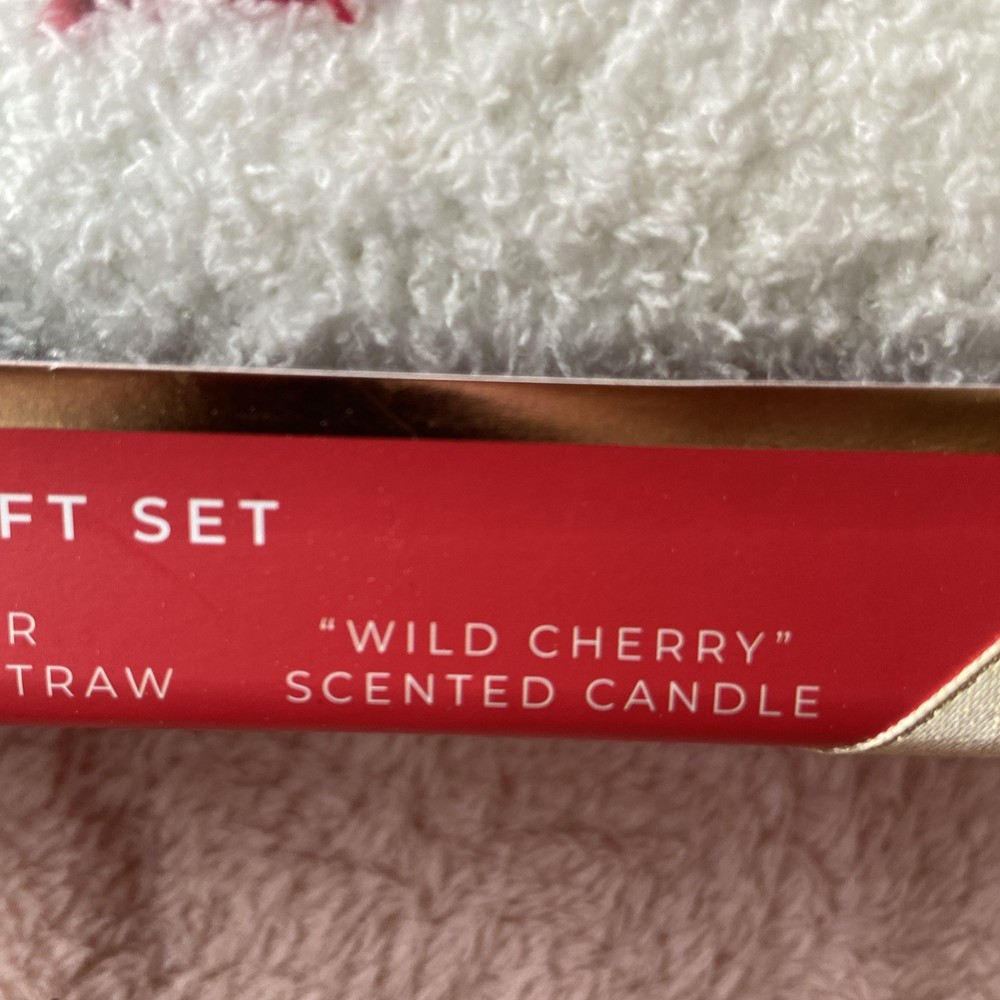 FT SET
R
TRAW
“WILD CHERRY”
SCENTED CANDLE